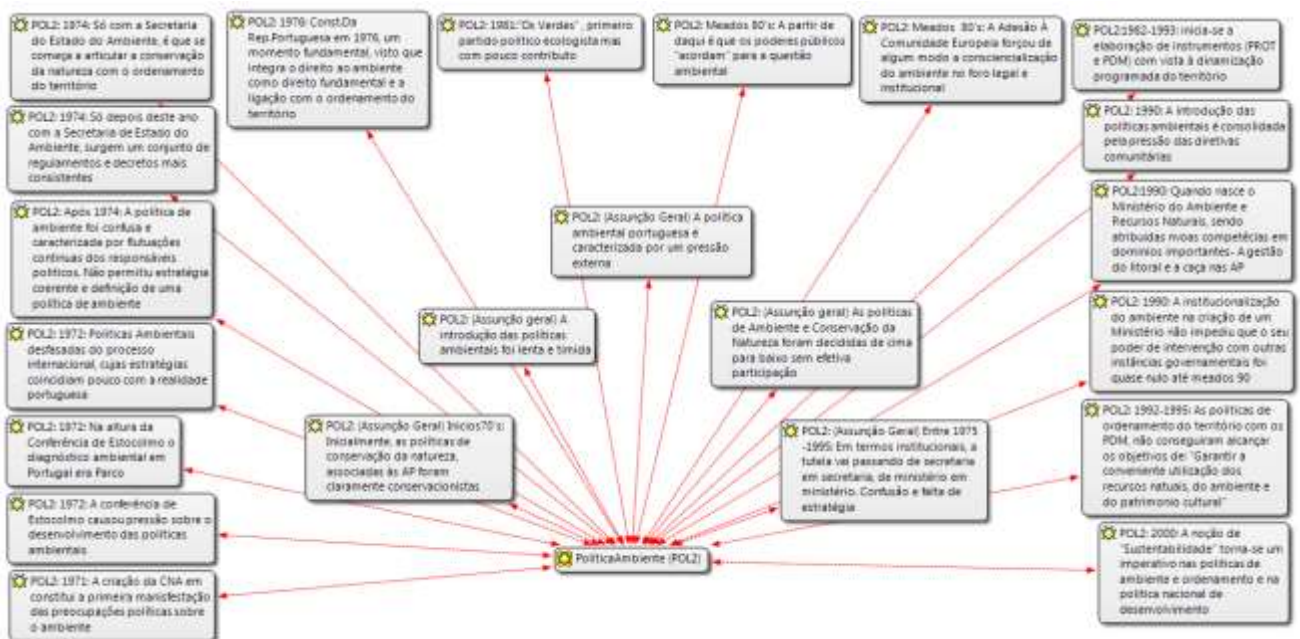 POL2: 1974: Só com a Secretaria
do Estado do Ambiente, é que se
começa a articular a conservação
da natureza com o ordenamento
do território
POL2: 1976: Const.Da
Rep.Portuguesa em 1976, um
momento fundamental, visto que
integra o direito ao ambiente
como direito fundamental e a
ligação com o ordenamento do
território
POL2: 1981:"Os Verdes" , primeiro
partido político ecologista mas
com pouco contributo
POL2: Meados 80's: A partir de
daqui é que os poderes públicos
"acordam" para a questão
ambiental
POL2: Meados 80's: A Adesão À
Comunidade Europeia forçou de
algum modo a consciencialização
do ambiente no foro legal e
institucional
POL2:1982-1993: inicia-se a
elaboração de instrumentos (PROT
e PDM) com vista à dinamização
programada do território
POL2: 1974: Só depois deste ano
com a Secretaria de Estado do
Ambiente, surgem um conjunto de
regulamentos e decretos mais
consistentes
POL2: 1990: A introdução das
políticas ambientais é consolidada
pela pressão das diretivas
comunitárias
POL2: Após 1974: A política de
ambiente foi confusa e
caracterizada por flutuações
continuas dos responsáveis
políticos. Não permitiu estratégia
coerente e definição de uma
política de ambiente
POL2: (Assunção Geral) A política
ambiental portuguesa é
caracterizada por um pressão
externa
POL2:1990: Quando nasce o
Ministério do Ambiente e
Recursos Naturais, sendo
atribuídas nvoas competêcias em
domínios importantes- A gestão
do litoral e a caça nas AP
POL2: (Assunção geral) A
introdução das políticas
ambientais foi lenta e tímida
POL2: (Assunção geral) As políticas
de Ambiente e Conservação da
Natureza foram decididas de cima
para baixo sem efetiva
participação
POL2: 1990: A institucionalização
do ambiente na criação de um
Ministério não impediu que o seu
poder de intervenção com outras
instâncias governamentais foi
quase nulo até meados 90
POL2: 1972: Políticas Ambientais
desfasadas do processo
internacional, cujas estratégias
coincidiam pouco com a realidade
portuguesa
POL2: 1972: Na altura da
Conferência de Estocolmo o
diagnóstico ambiental em
Portugal era Parco
POL2: (Assunção Geral) Inícios70's:
Inicialmente, as políticas de
conservação da natureza,
associadas às AP foram
claramente conservacionistas
POL2: (Assunção Geral) Entre 1975
-1995: Em termos institucionais, a
tutela vai passando de secretaria
em secretaria, de ministério em
ministério. Confusão e falta de
estratégia
POL2: 1992-1995: As políticas de
ordenamento do território com os
PDM, não conseguiram alcançar
os objetivos de: "Garantir a
conveniente utilização dos
recursos natuais, do ambiente e
do patrimonio cultural"
POL2: 1972: A conferência de
Estocolmo causou pressão sobre o
desenvolvimento das políticas
ambientais
POL2: 1971: A criação da CNA em
constitui a primeira manisfestação
das preocupações políticas sobre
o ambiente
PolíticaAmbiente (POL2)
POL2: 2000: A noção de
"Sustentabilidade" torna-se um
imperativo nas políticas de
ambiente e ordenamento e na
política nacional de
desenvolvimento